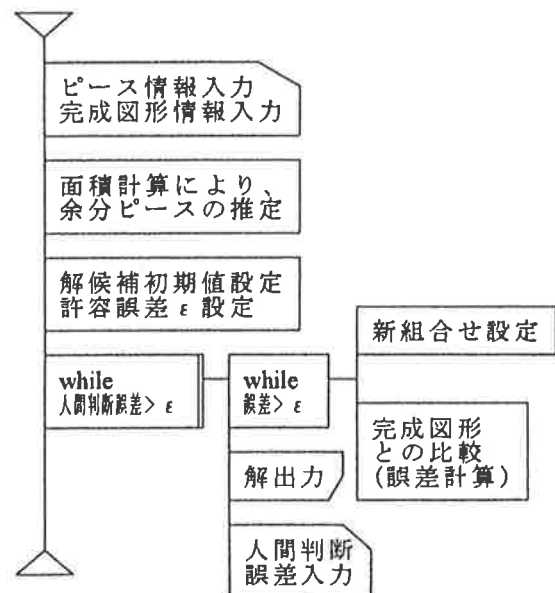 ピース情報入力
完成図形情報入力
面積計算により、
余分ピースの推定
解候補初期値設定
許容誤差 ε 設定
while
人間判断誤差> ε
while
誤差> ε
新組合せ設定
完成図形
との比較
(誤差計算)
解出力
人間判断
誤差入力